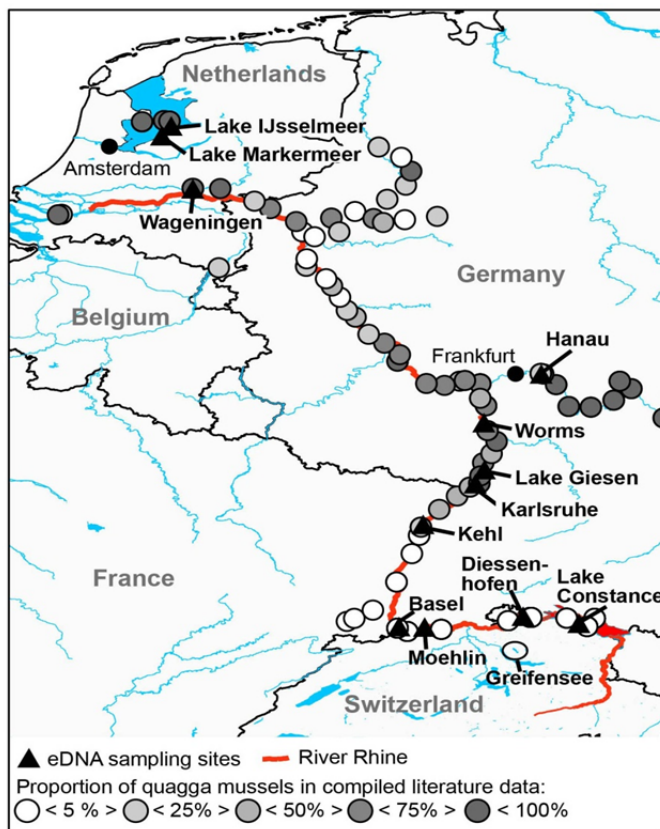 Netherlands
Lake IJsselmeer
Lake Markermeer
Amsterdam
Wageningen
Germany
Belgium
Frankfurt
Hanau
Worms
Lake Giesen
Karlsruhe
Kehl
France
Diessen-
hofen
Lake
Constance
Basel
Moehlin
Greifensee
Switzerland
eDNA sampling sites
River Rhine
Proportion of quagga mussels in compiled literature data:
< 5 % > < 25% > < 50% > < 75% > < 100%